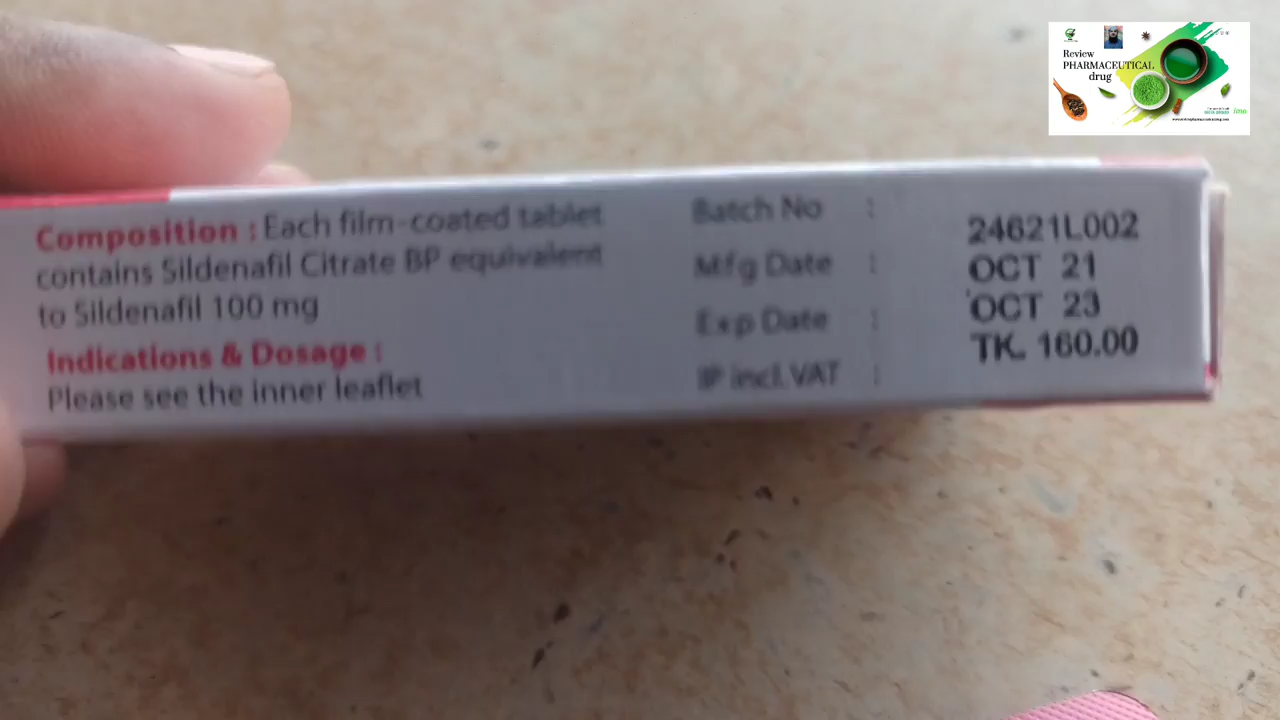 Review
PHARMACEUTICAL
drug
Composition : Each film-coated tablet
contains Sildenafil Citrate BP equivalent
to Sildenafil 100 mg
Indications & Dosage :
Please see the inner leaflet
Batch No : 24621L002
Mfg Date : OCT 21
Exp Date : OCT 23
IP incl. VAT : TK. 160.00